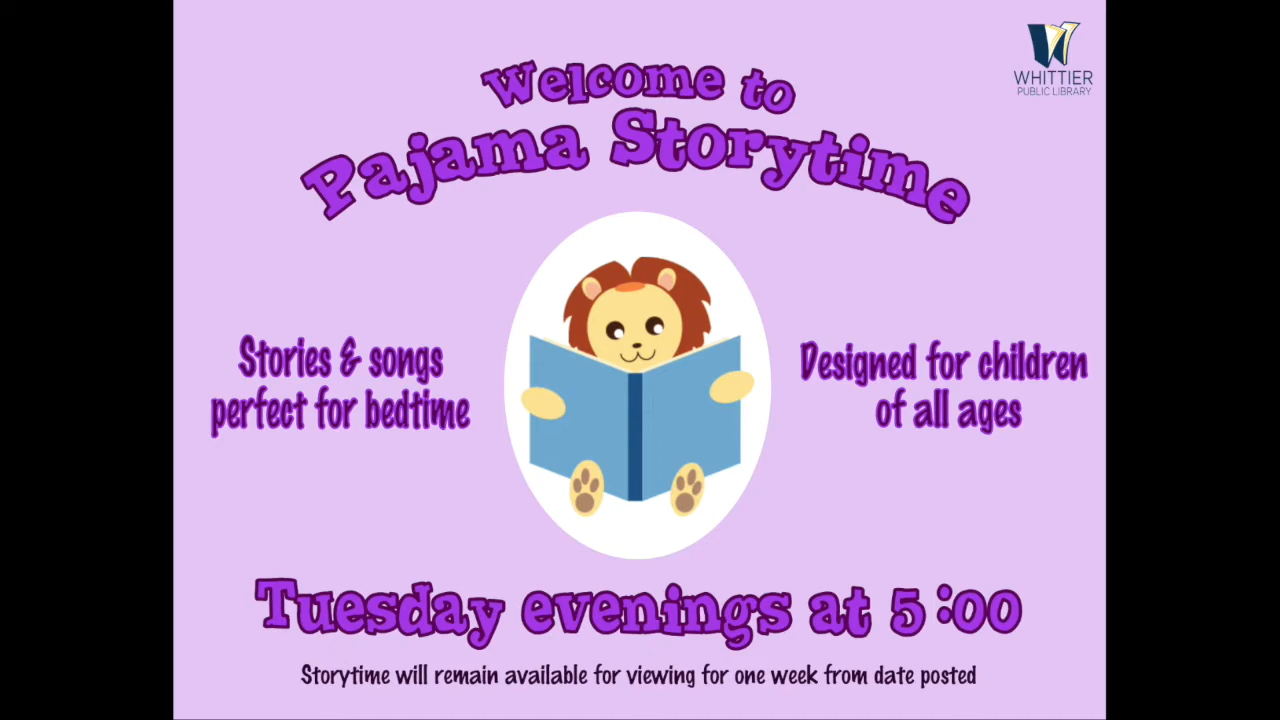 WHITTIER
PUBLIC LIBRARY
Welcome to
Pajama Storytime
Stories & songs
perfect for bedtime
Designed for children
of all ages
Tuesday evenings at 5:00
Storytime will remain available for viewing for one week from date posted